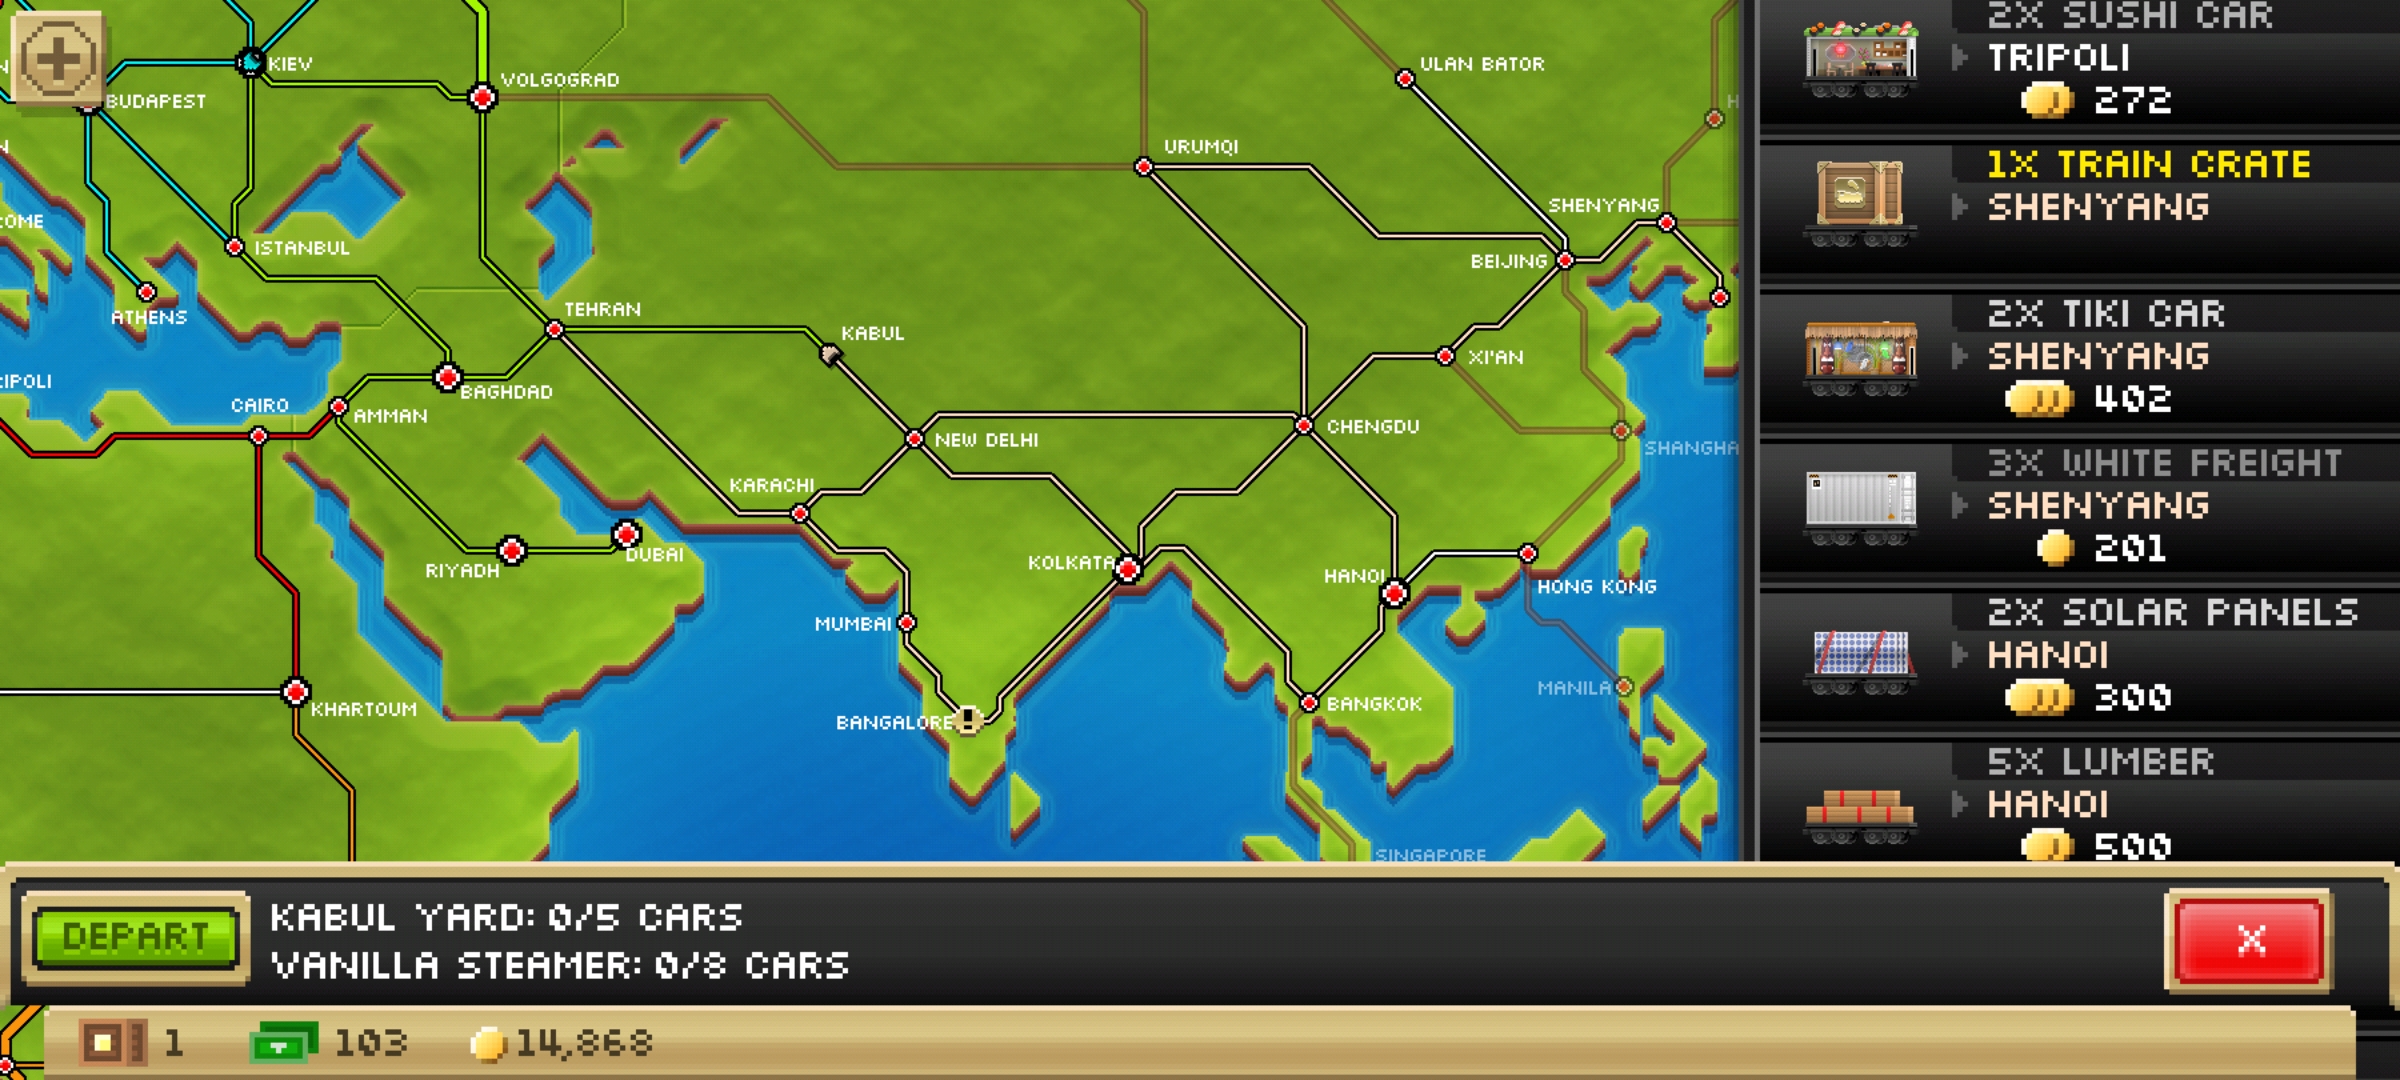 KIEV
BUDAPEST
VOLGOGRAD
ULAN BATOR
URUMQI
SHENYANG
BEIJING
OME
ISTANBUL
ATHENS
TEHRAN
KABUL
XI'AN
IPOLI
CAIRO
BAGHDAD
AMMAN
NEW DELHI
CHENGDU
SHANGHA
KARACHI
RIYADH
DUBAI
KOLKATA
HANOI
HONG KONG
MUMBAI
MANILA
KHARTOUM
BANGALORE
BANGKOK
SINGAPORE
2X SUSHI CAR
TRIPOLI
272
1X TRAIN CRATE
SHENYANG
2X TIKI CAR
SHENYANG
402
3X WHITE FREIGHT
SHENYANG
201
2X SOLAR PANELS
HANOI
300
5X LUMBER
HANOI
500
DEPART
KABUL YARD: 0/5 CARS
VANILLA STEAMER: 0/8 CARS
X
1
103
14,868